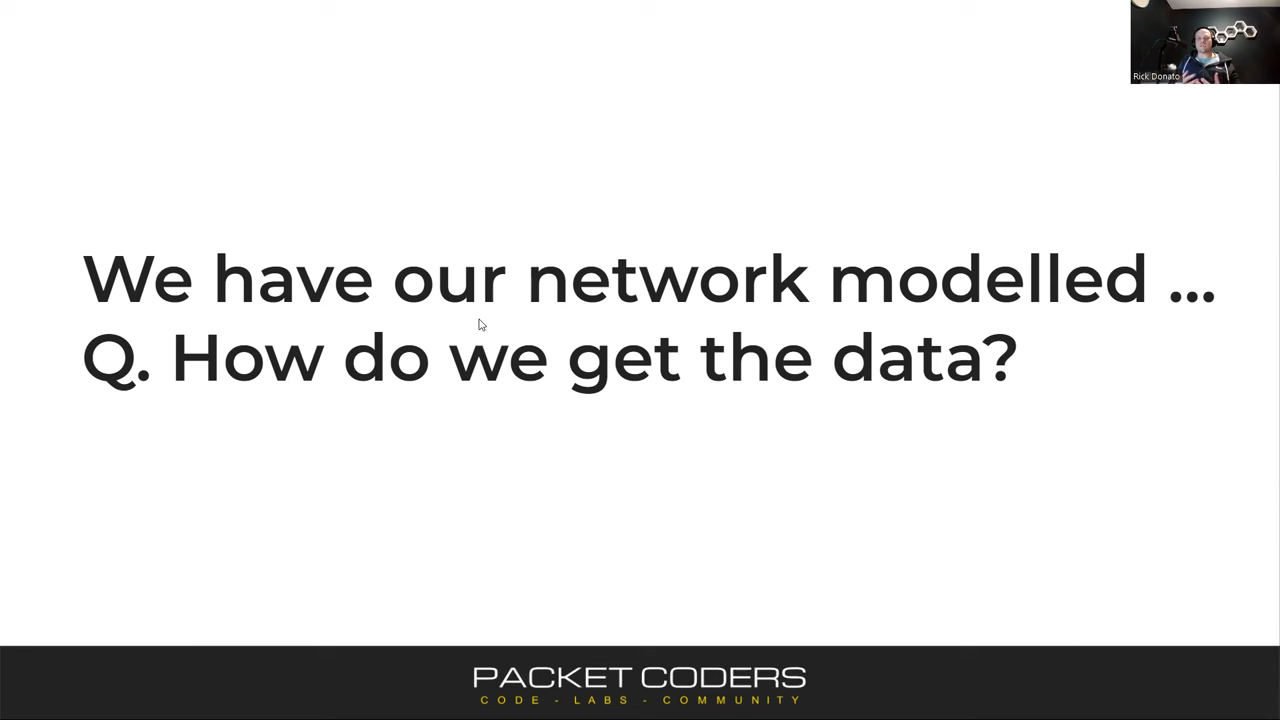 Rick Donato
We have our network modelled ...
Q. How do we get the data?
PACKET CODERS
CODE - LABS - COMMUNITY